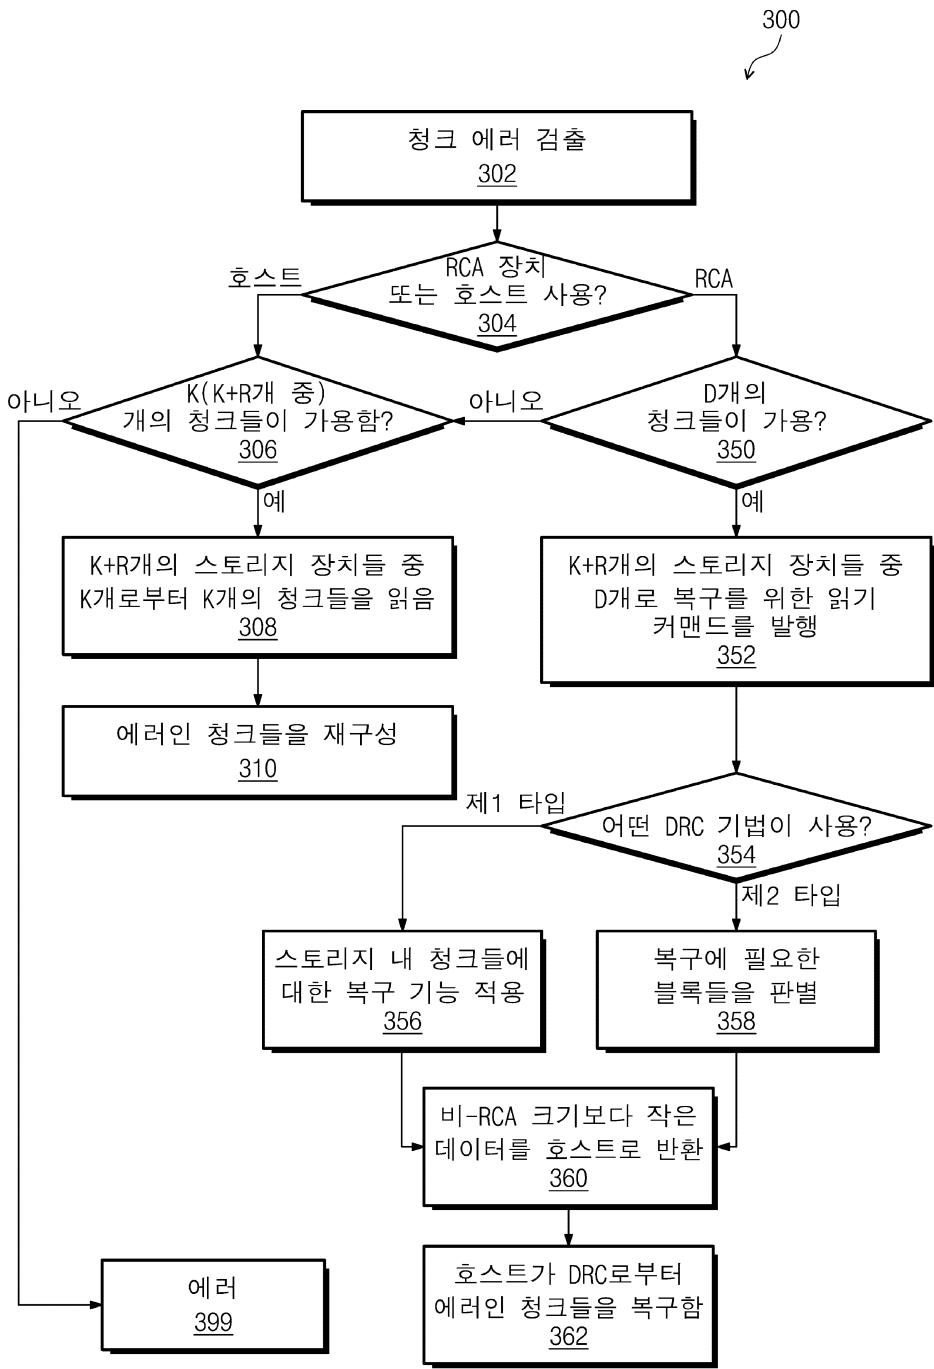 300
청크 에러 검출
302
RCA 장치
또는 호스트 사용?
304
호스트
RCA
K(K+R개 중)
개의 청크들이 가용함?
306
아니오
아니오
D개의
청크들이 가용?
350
예
예
K+R개의 스토리지 장치들 중
K개로부터 K개의 청크들을 읽음
308
K+R개의 스토리지 장치들 중
D개로 복구를 위한 읽기
커맨드를 발행
352
에러인 청크들을 재구성
310
제1 타입
어떤 DRC 기법이 사용?
354
제2 타입
스토리지 내 청크들에
대한 복구 기능 적용
356
복구에 필요한
블록들을 판별
358
비-RCA 크기보다 작은
데이터를 호스트로 반환
360
에러
399
호스트가 DRC로부터
에러인 청크들을 복구함
362